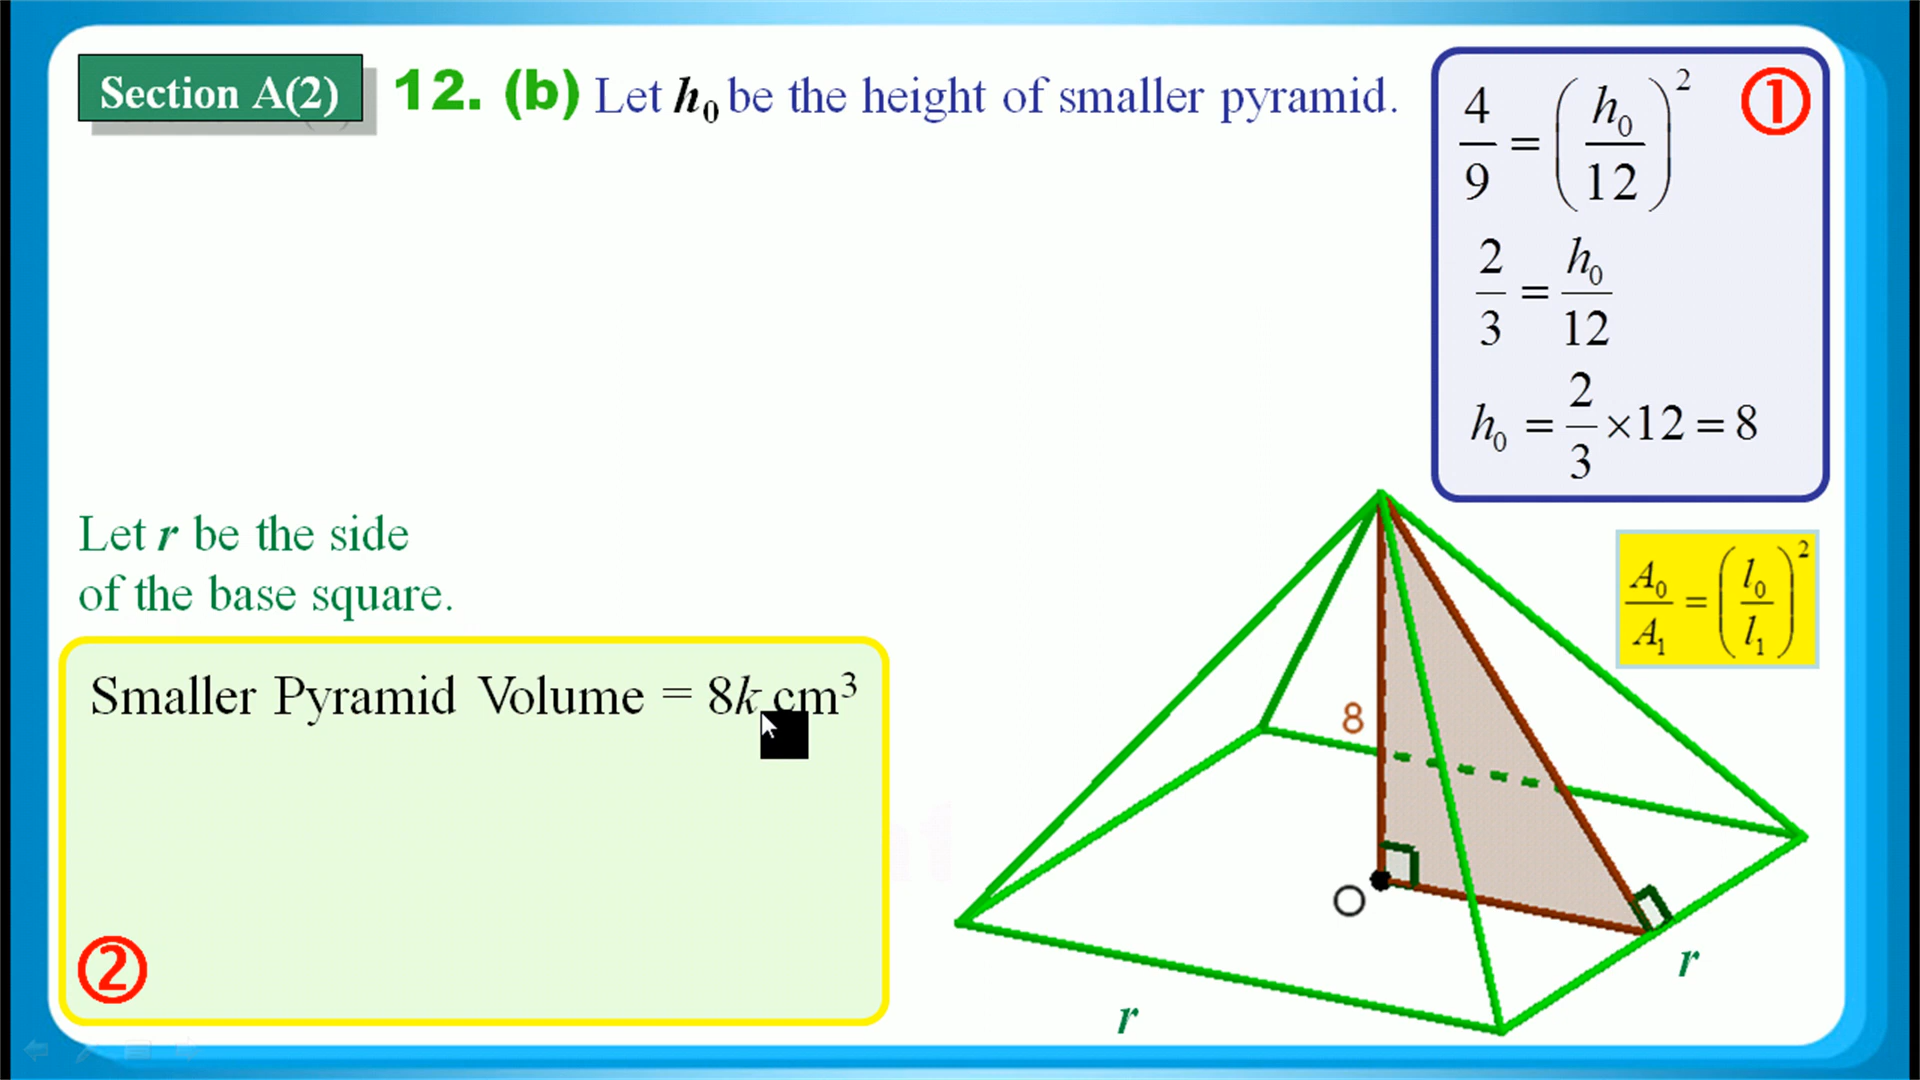 Section A(2)
12. (b) Let h₀ be the height of smaller pyramid.
①
4/9 = (h₀/12)²
2/3 = h₀/12
h₀ = 2/3 ×12 = 8
Let r be the side
of the base square.
A₀/A₁ = (l₀/l₁)²
Smaller Pyramid Volume = 8k cm³
②
8
O
r
r